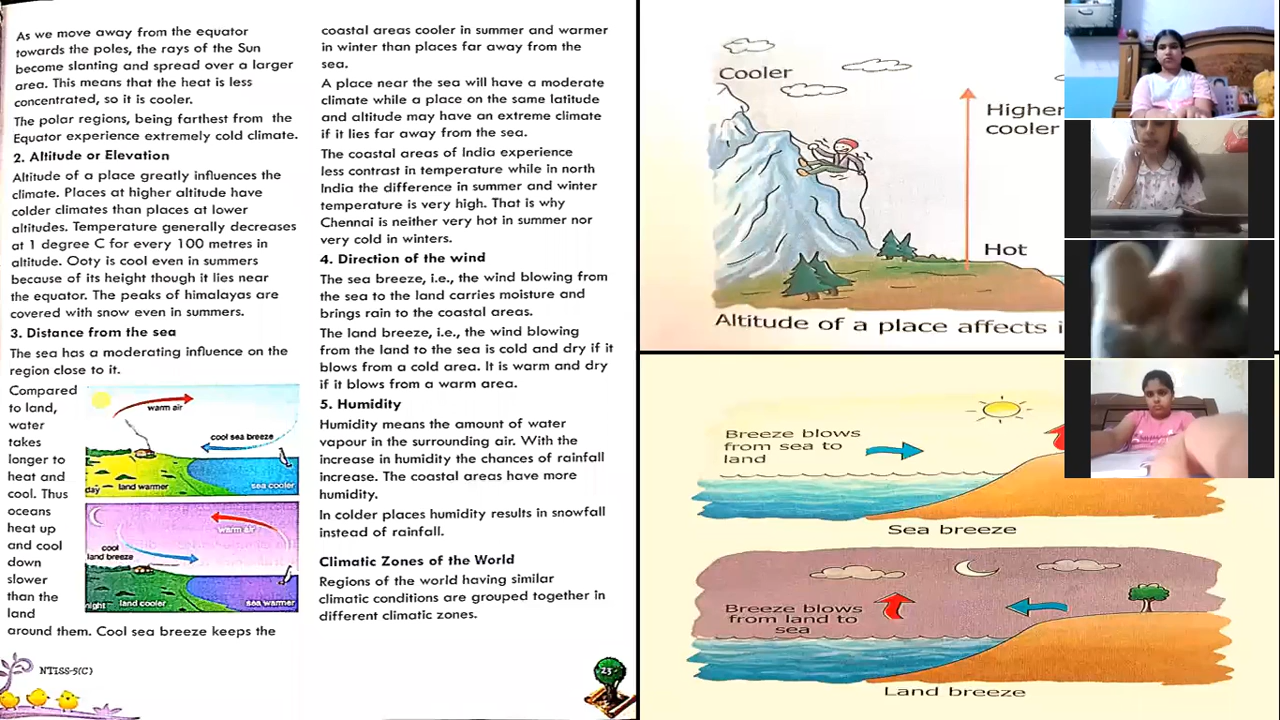 As we move away from the equator
towards the poles, the rays of the Sun
become slanting and spread over a larger
area. This means that the heat is less
concentrated, so it is cooler.
The polar regions, being farthest from the
Equator experience extremely cold climate.
2. Altitude or Elevation
Altitude of a place greatly influences the
climate. Places at higher altitude have
colder climates than places at lower
altitudes. Temperature generally decreases
at 1 degree C for every 100 metres in
altitude. Ooty is cool even in summers
because of its height though it lies near
the equator. The peaks of himalayas are
covered with snow even in summers.
3. Distance from the sea
The sea has a moderating influence on the
region close to it.
Compared
to land,
water
takes
longer to
heat and
cool. Thus
oceans
heat up
and cool
down
slower
than the
land
around them. Cool sea breeze keeps the
warm air
cool sea breeze
day
land warmer
sea cooler
warm air
cool
land breeze
night
land cooler
sea warmer
NTISS-5(C)
coastal areas cooler in summer and warmer
in winter than places far away from the
sea.
A place near the sea will have a moderate
climate while a place on the same latitude
and altitude may have an extreme climate
if it lies far away from the sea.
The coastal areas of India experience
less contrast in temperature while in north
India the difference in summer and winter
temperature is very high. That is why
Chennai is neither very hot in summer nor
very cold in winters.
4. Direction of the wind
The sea breeze, i.e., the wind blowing from
the sea to the land carries moisture and
brings rain to the coastal areas.
The land breeze, i.e., the wind blowing
from the land to the sea is cold and dry if it
blows from a cold area. It is warm and dry
if it blows from a warm area.
5. Humidity
Humidity means the amount of water
vapour in the surrounding air. With the
increase in humidity the chances of rainfall
increase. The coastal areas have more
humidity.
In colder places humidity results in snowfall
instead of rainfall.
Climatic Zones of the World
Regions of the world having similar
climatic conditions are grouped together in
different climatic zones.
23
Cooler
Higher
cooler
Hot
Altitude of a place affects i
Breeze blows
from sea to
land
Sea breeze
Breeze blows
from land to
sea
Land breeze